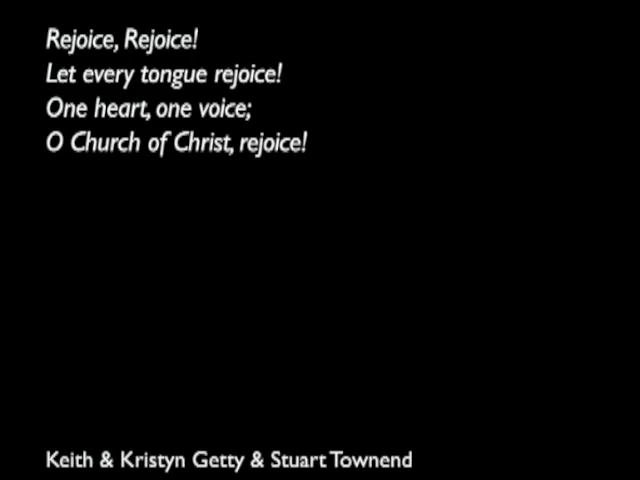 Rejoice, Rejoice!
Let every tongue rejoice!
One heart, one voice;
O Church of Christ, rejoice!
Keith & Kristyn Getty & Stuart Townend